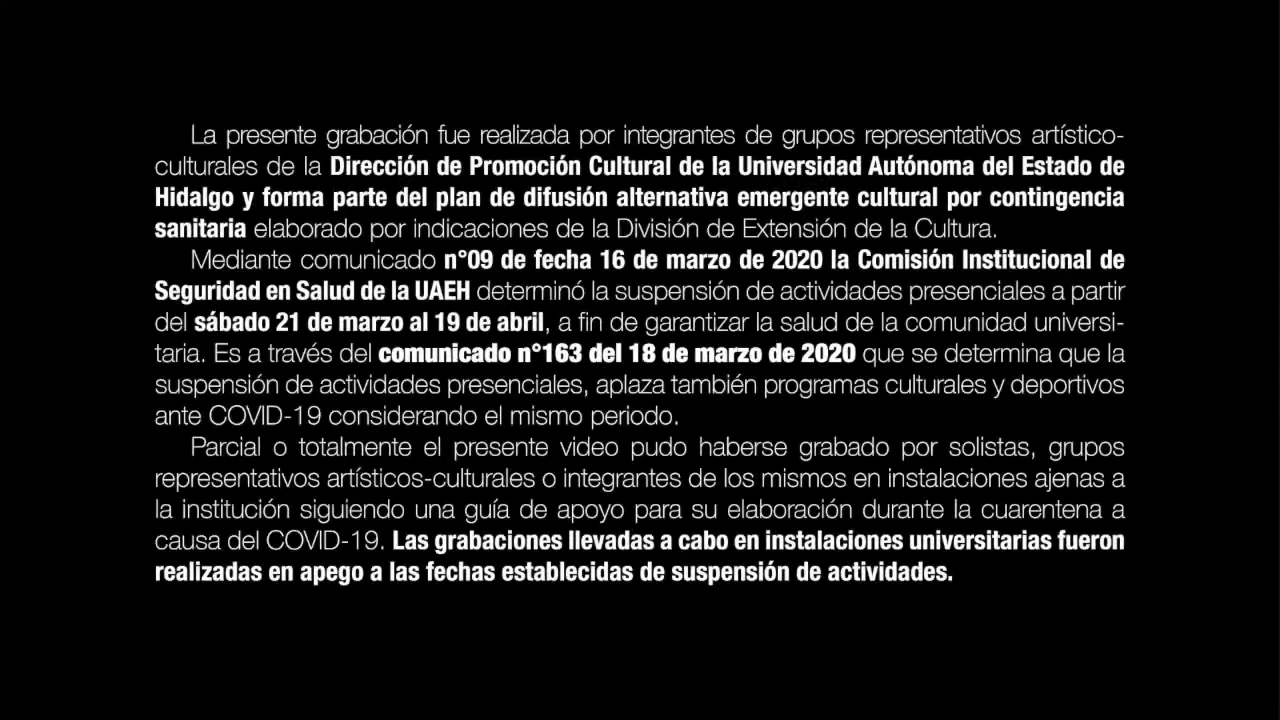 La presente grabación fue realizada por integrantes de grupos representativos artístico-
culturales de la Dirección de Promoción Cultural de la Universidad Autónoma del Estado de
Hidalgo y forma parte del plan de difusión alternativa emergente cultural por contingencia
sanitaria elaborado por indicaciones de la División de Extensión de la Cultura.
Mediante comunicado n°09 de fecha 16 de marzo de 2020 la Comisión Institucional de
Seguridad en Salud de la UAEH determinó la suspensión de actividades presenciales a partir
del sábado 21 de marzo al 19 de abril, a fin de garantizar la salud de la comunidad universi-
taria. Es a través del comunicado n°163 del 18 de marzo de 2020 que se determina que la
suspensión de actividades presenciales, aplaza también programas culturales y deportivos
ante COVID-19 considerando el mismo periodo.
Parcial o totalmente el presente video pudo haberse grabado por solistas, grupos
representativos artísticos-culturales o integrantes de los mismos en instalaciones ajenas a
la institución siguiendo una guía de apoyo para su elaboración durante la cuarentena a
causa del COVID-19. Las grabaciones llevadas a cabo en instalaciones universitarias fueron
realizadas en apego a las fechas establecidas de suspensión de actividades.